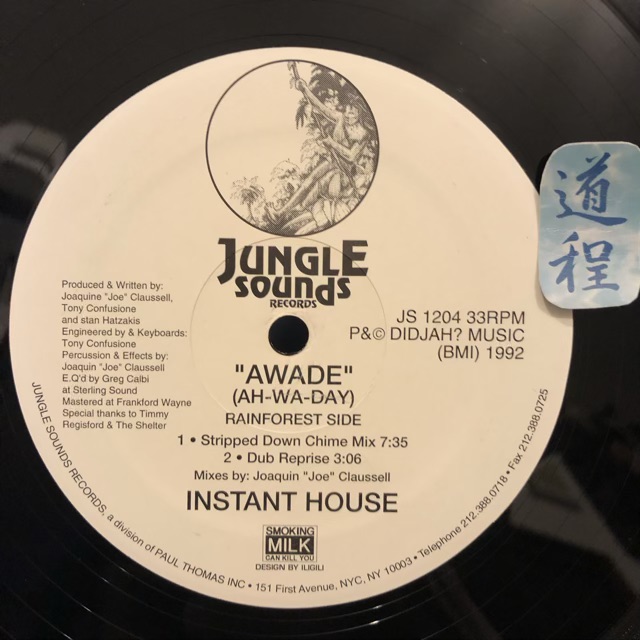 JUNGLE
sounds
RECORDS
Produced & Written by:
Joaquine "Joe" Claussell,
Tony Confusione
and stan Hatzakis
Engineered by & Keyboards:
Tony Confusione
Percussion & Effects by:
Joaquin "Joe" Claussell
E.Q'd by Greg Calbi
at Sterling Sound
Mastered at Frankford Wayne
Special thanks to Timmy
Regisford & The Shelter
JS 1204 33RPM
P&© DIDJAH? MUSIC
(BMI) 1992
道程
"AWADE"
(AH-WA-DAY)
RAINFOREST SIDE
1 • Stripped Down Chime Mix 7:35
2 • Dub Reprise 3:06
Mixes by: Joaquin "Joe" Claussell
INSTANT HOUSE
SMOKING
MILK
CAN KILL YOU
DESIGN BY ILIGILI
JUNGLE SOUNDS RECORDS, a division of PAUL THOMAS INC • 151 First Avenue, NYC, NY 10003 • Telephone 212.388.0718 • Fax 212.388.0725